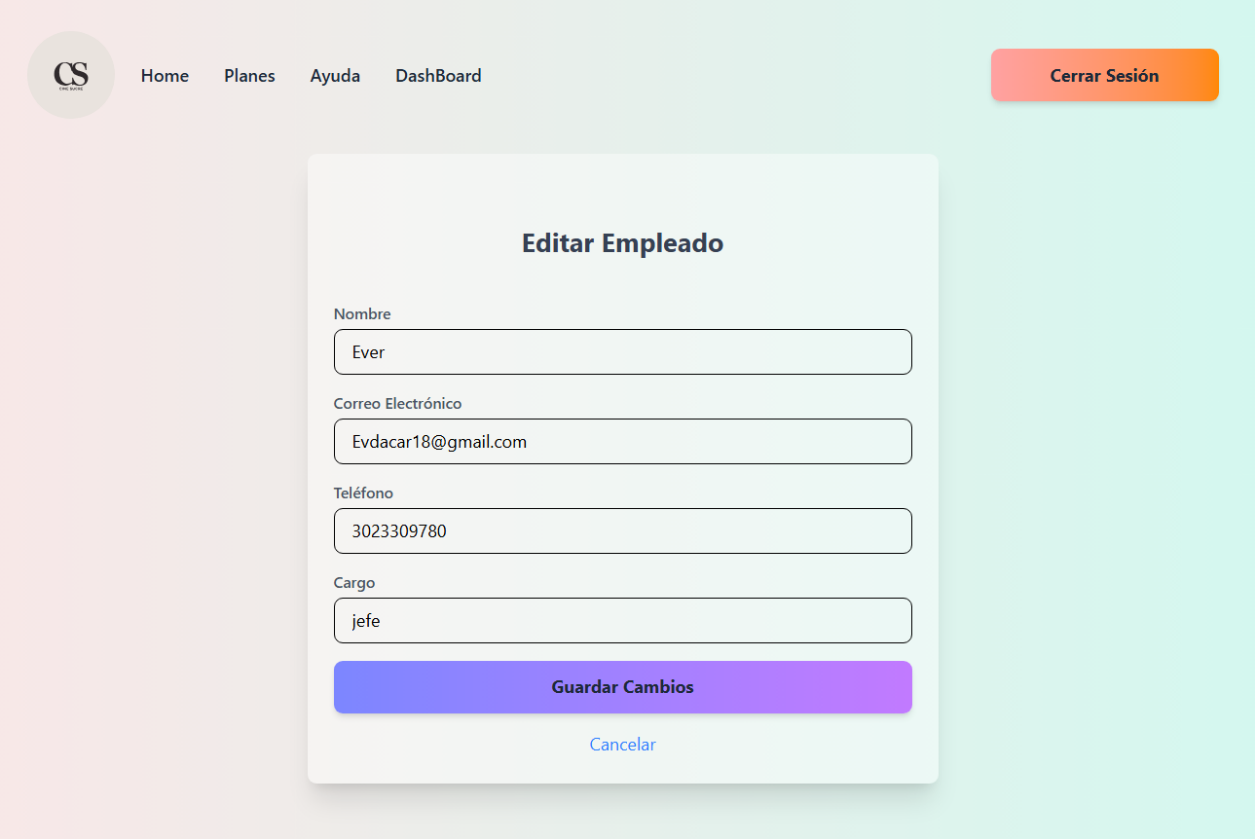 CS
Home Planes Ayuda DashBoard Cerrar Sesión
Editar Empleado
Nombre
Ever
Correo Electrónico
Evdacar18@gmail.com
Teléfono
3023309780
Cargo
jefe
Guardar Cambios
Cancelar